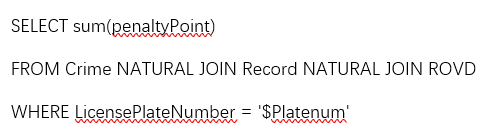 SELECT sum(penaltyPoint)
FROM Crime NATURAL JOIN Record NATURAL JOIN ROVD
WHERE LicensePlateNumber = '$Platenum'